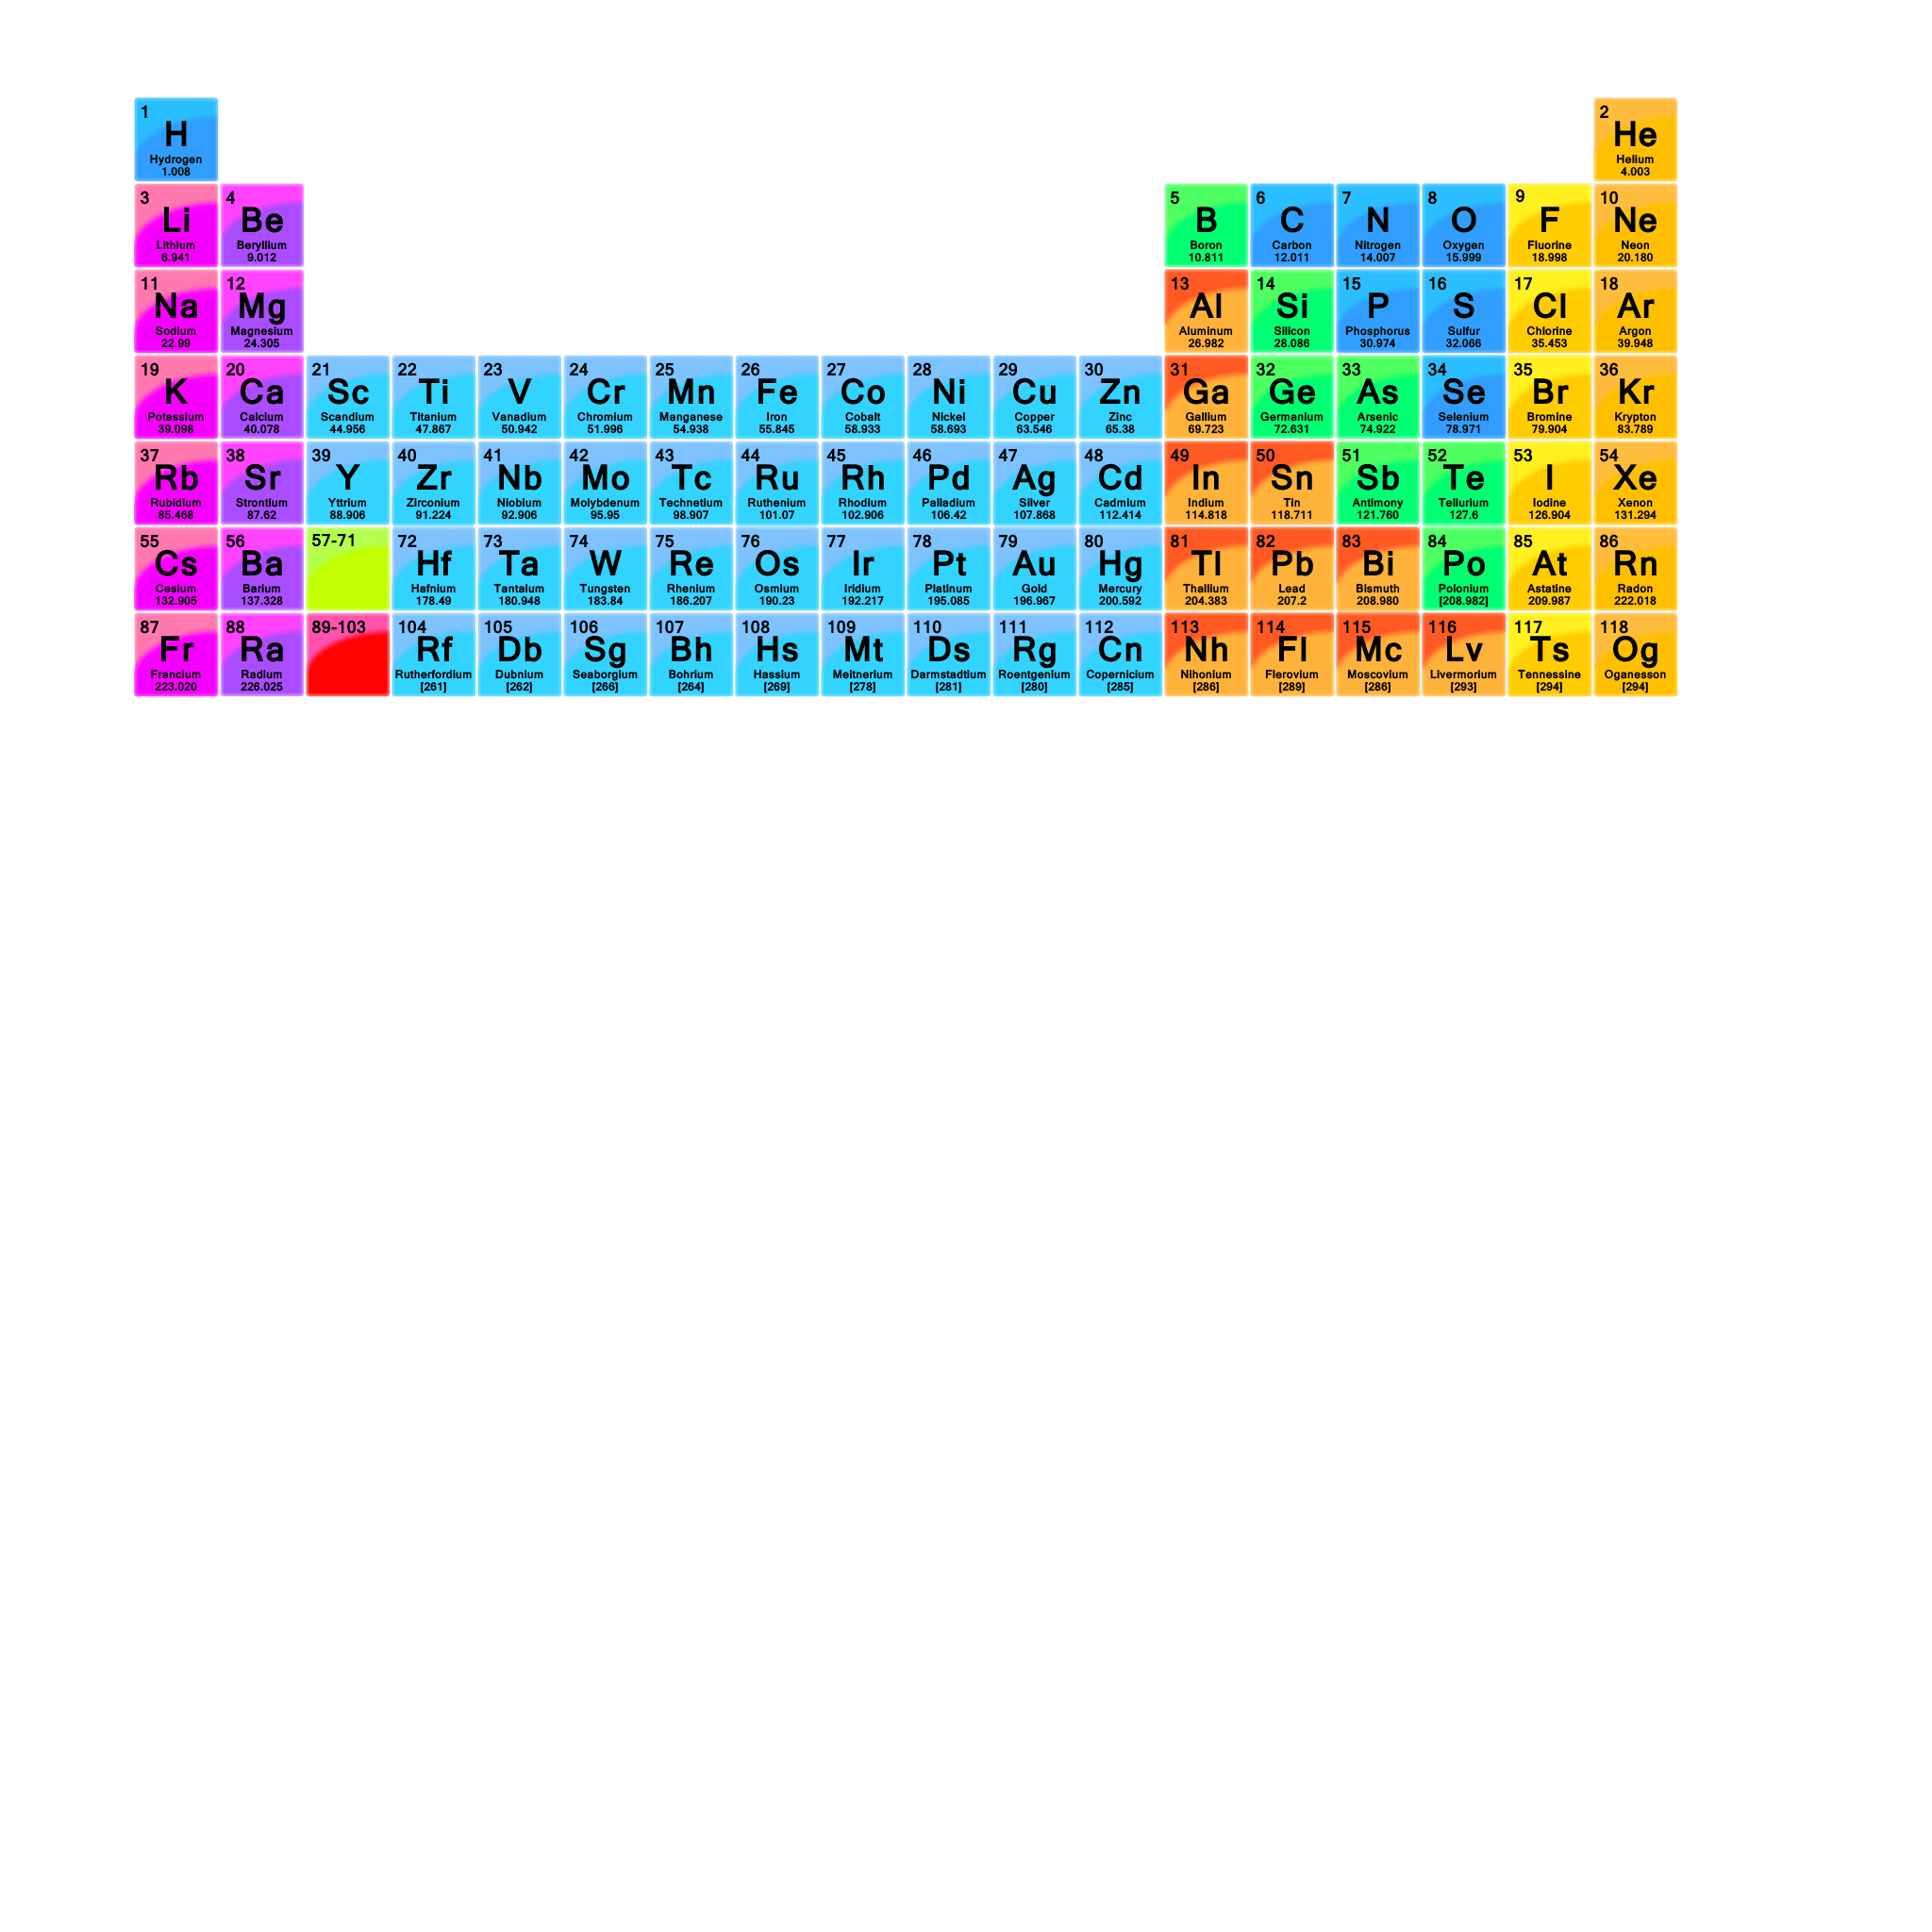 1 2
H He
Hydrogen Helium
1.008 4.003
3 4 5 6 7 8 9 10
Li Be B C N O F Ne
Lithium Beryllium Boron Carbon Nitrogen Oxygen Fluorine Neon
6.941 9.012 10.811 12.011 14.007 15.999 18.998 20.180
11 12 13 14 15 16 17 18
Na Mg Al Si P S Cl Ar
Sodium Magnesium Aluminum Silicon Phosphorus Sulfur Chlorine Argon
22.99 24.305 26.982 28.086 30.974 32.066 35.453 39.948
19 20 21 22 23 24 25 26 27 28 29 30 31 32 33 34 35 36
K Ca Sc Ti V Cr Mn Fe Co Ni Cu Zn Ga Ge As Se Br Kr
Potassium Calcium Scandium Titanium Vanadium Chromium Manganese Iron Cobalt Nickel Copper Zinc Gallium Germanium Arsenic Selenium Bromine Krypton
39.098 40.078 44.956 47.867 50.942 51.996 54.938 55.845 58.933 58.693 63.546 65.38 69.723 72.631 74.922 78.971 79.904 83.789
37 38 39 40 41 42 43 44 45 46 47 48 49 50 51 52 53 54
Rb Sr Y Zr Nb Mo Tc Ru Rh Pd Ag Cd In Sn Sb Te I Xe
Rubidium Strontium Yttrium Zirconium Niobium Molybdenum Technetium Ruthenium Rhodium Palladium Silver Cadmium Indium Tin Antimony Tellurium Iodine Xenon
85.468 87.62 88.906 91.224 92.906 95.95 98.907 101.07 102.906 106.42 107.868 112.414 114.818 118.711 121.760 127.6 126.904 131.294
55 56 57-71 72 73 74 75 76 77 78 79 80 81 82 83 84 85 86
Cs Ba Hf Ta W Re Os Ir Pt Au Hg Tl Pb Bi Po At Rn
Cesium Barium Hafnium Tantalum Tungsten Rhenium Osmium Iridium Platinum Gold Mercury Thallium Lead Bismuth Polonium Astatine Radon
132.905 137.328 178.49 180.948 183.84 186.207 190.23 192.217 195.085 196.967 200.592 204.383 207.2 208.980 [208.982] 209.987 222.018
87 88 89-103 104 105 106 107 108 109 110 111 112 113 114 115 116 117 118
Fr Ra Rf Db Sg Bh Hs Mt Ds Rg Cn Nh Fl Mc Lv Ts Og
Francium Radium Rutherfordium Dubnium Seaborgium Bohrium Hassium Meitnerium Darmstadtium Roentgenium Copernicium Nihonium Flerovium Moscovium Livermorium Tennessine Oganesson
223.020 226.025 [261] [262] [266] [264] [269] [278] [281] [280] [285] [286] [289] [286] [293] [294] [294]